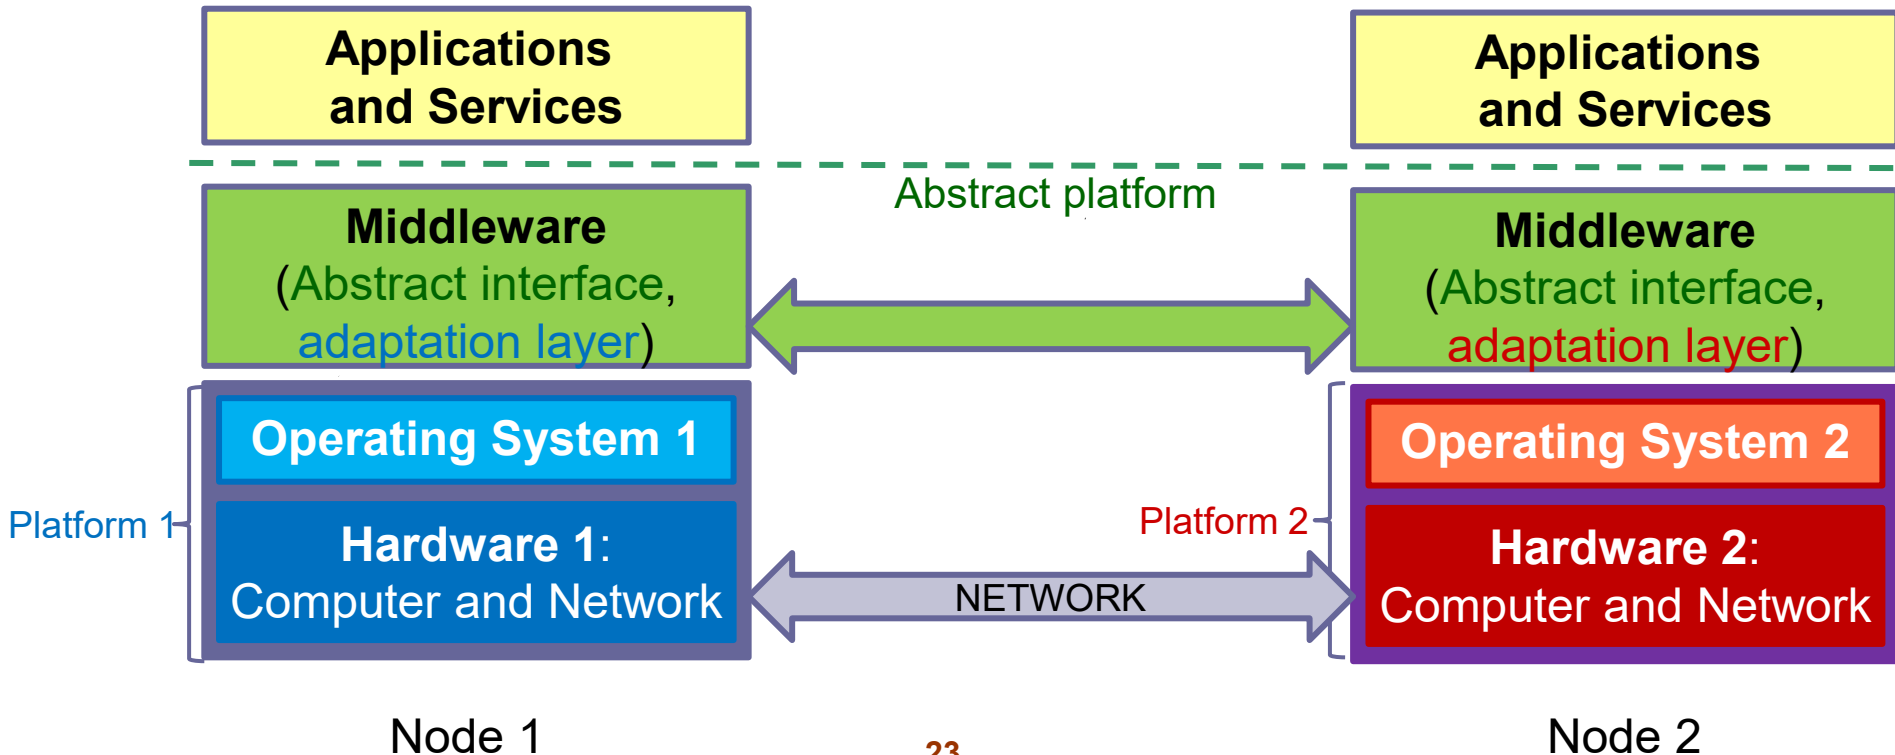 Applications
and Services
Applications
and Services
Abstract platform
Middleware
(Abstract interface,
adaptation layer)
Middleware
(Abstract interface,
adaptation layer)
Operating System 1
Operating System 2
Platform 1
Platform 2
Hardware 1:
Computer and Network
NETWORK
Hardware 2:
Computer and Network
Node 1
23
Node 2